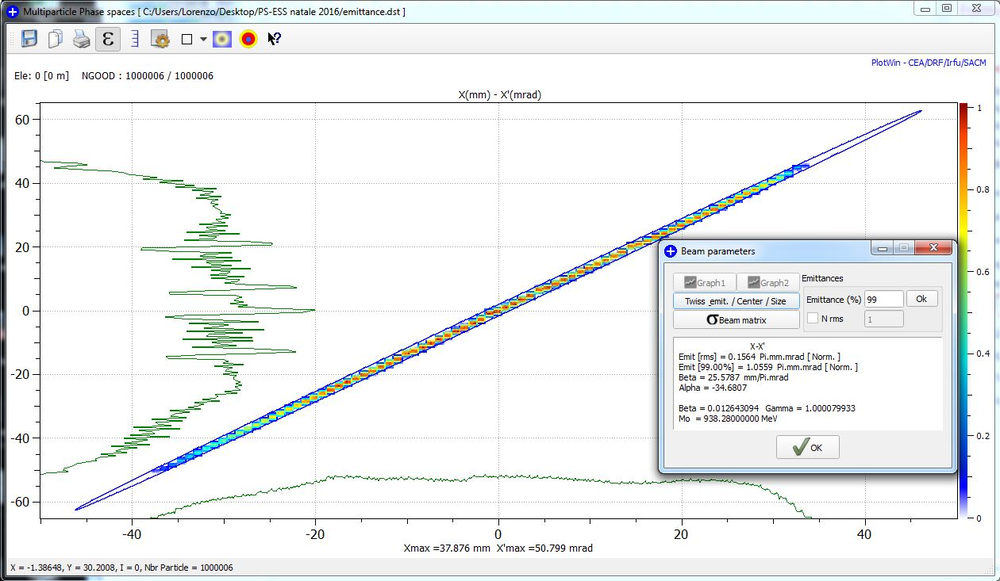 Multiparticle Phase spaces [ C:/Users/Lorenzo/Desktop/PS-ESS natale 2016/emittance.dst ]
ε
PlotWin - CEA/DRF/Irfu/SACM
Ele: 0 [0 m] NGOOD : 1000006 / 1000006
X(mm) - X'(mrad)
60
40
20
0
-20
-40
-60
-40
-20
0
20
40
Xmax =37.876 mm X'max =50.799 mrad
1
0.8
0.6
0.4
0.2
0
Beam parameters
Graph1 Graph2
Emittances
Twiss_emit. / Center / Size
Emittance (%) 99 Ok
σ Beam matrix
N rms 1
X-X'
Emit [rms] = 0.1564 Pi.mm.mrad [ Norm. ]
Emit [99.00%] = 1.0559 Pi.mm.mrad [ Norm. ]
Beta = 25.5787 mm/Pi.mrad
Alpha = -34.6807
Beta = 0.012643094 Gamma = 1.000079933
Mo = 938.28000000 MeV
OK
X = -1.38648, Y = 30.2008, I = 0, Nbr Particle = 1000006